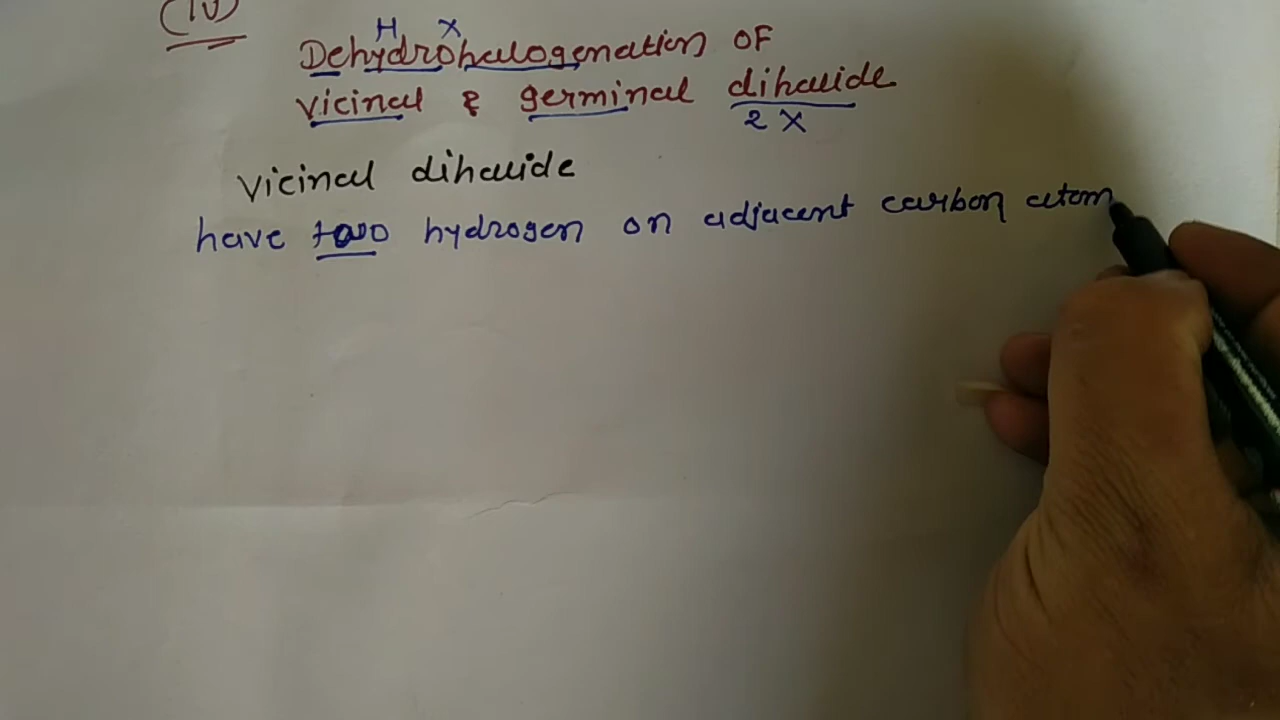 (IV)
H X
Dehydrohalogenation OF
vicinal & germinal dihalide
2 X
vicinal dihalide
have two hydrogen on adjacent carbon atom